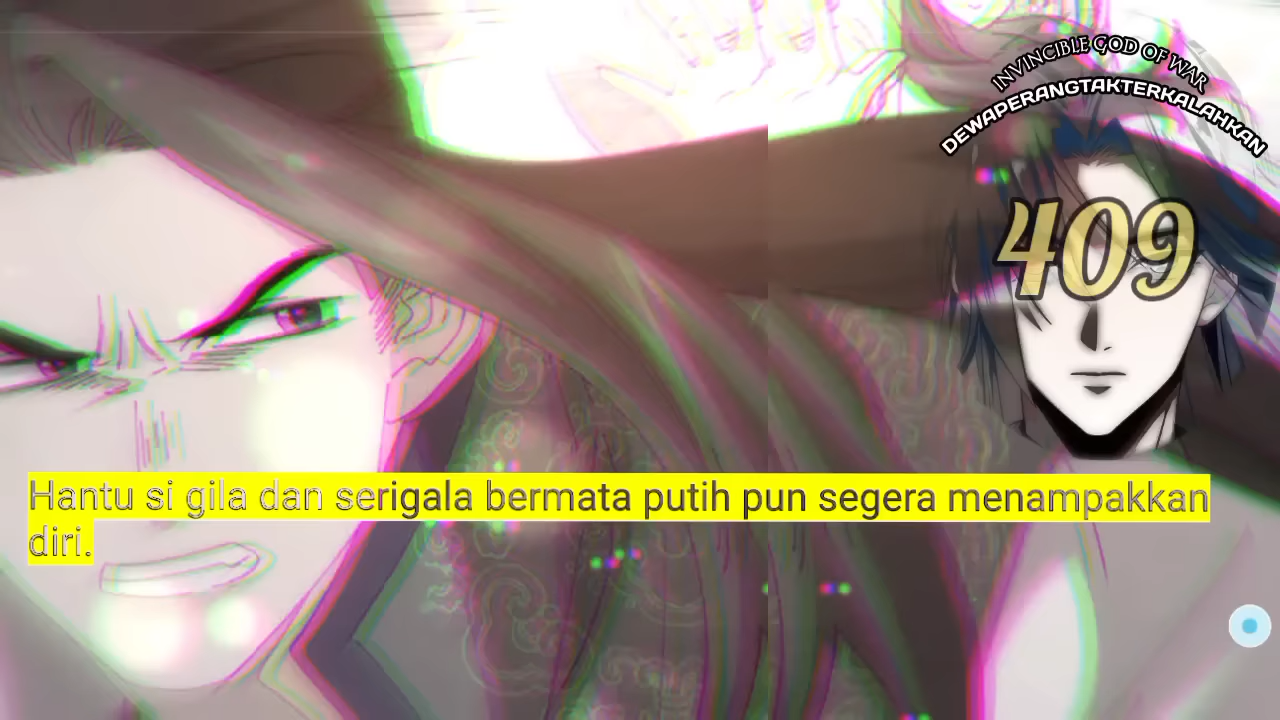 INVINCIBLE GOD OF WAR
DEWAPERANGTAKTERKALAHKAN
409
Hantu si gila dan serigala bermata putih pun segera menampakkan
diri.